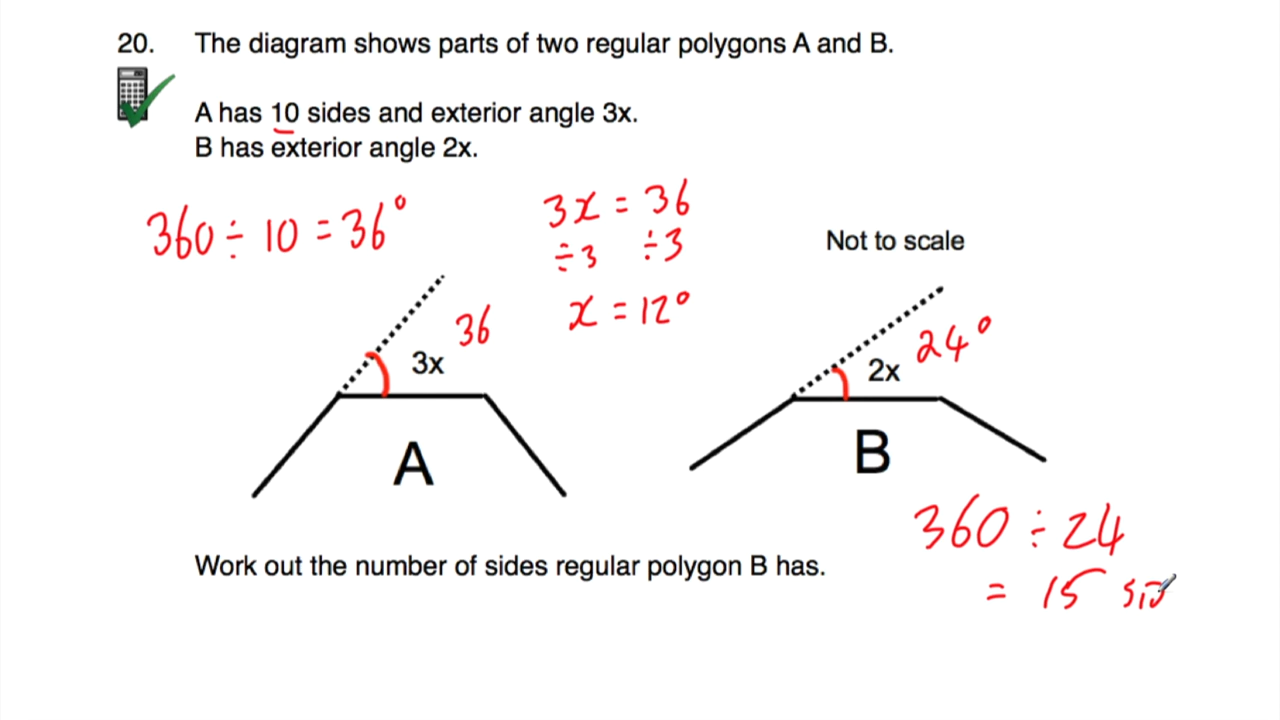 20. The diagram shows parts of two regular polygons A and B.
A has 10 sides and exterior angle 3x.
B has exterior angle 2x.
360 ÷ 10 = 36°
3x = 36
÷3 ÷3
x = 12°
Not to scale
36
3x
A
24°
2x
B
360 ÷ 24
= 15
Work out the number of sides regular polygon B has.